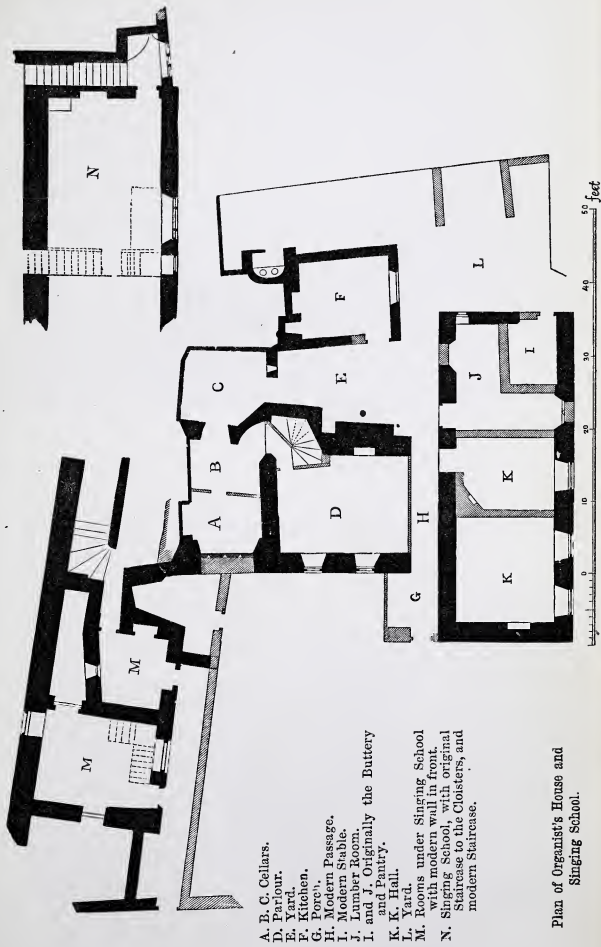 A. B. C. Cellars.
D. Parlour.
E. Yard.
F. Kitchen.
G. Porch.
H. Modern Passage.
I. Modern Stable.
J. Lumber Room.
I. and J. Originally the Buttery
and Pantry.
K. K. Hall.
L. Yard.
M. Rooms under Singing School
with modern wall in front.
N. Singing School, with original
Staircase to the Cloisters, and
modern Staircase.
Plan of Organist's House and
Singing School.
M
M
N
A
B
C
D
E
F
G
H
I
J
K
K
L
10
0
10
20
30
40
50
feet